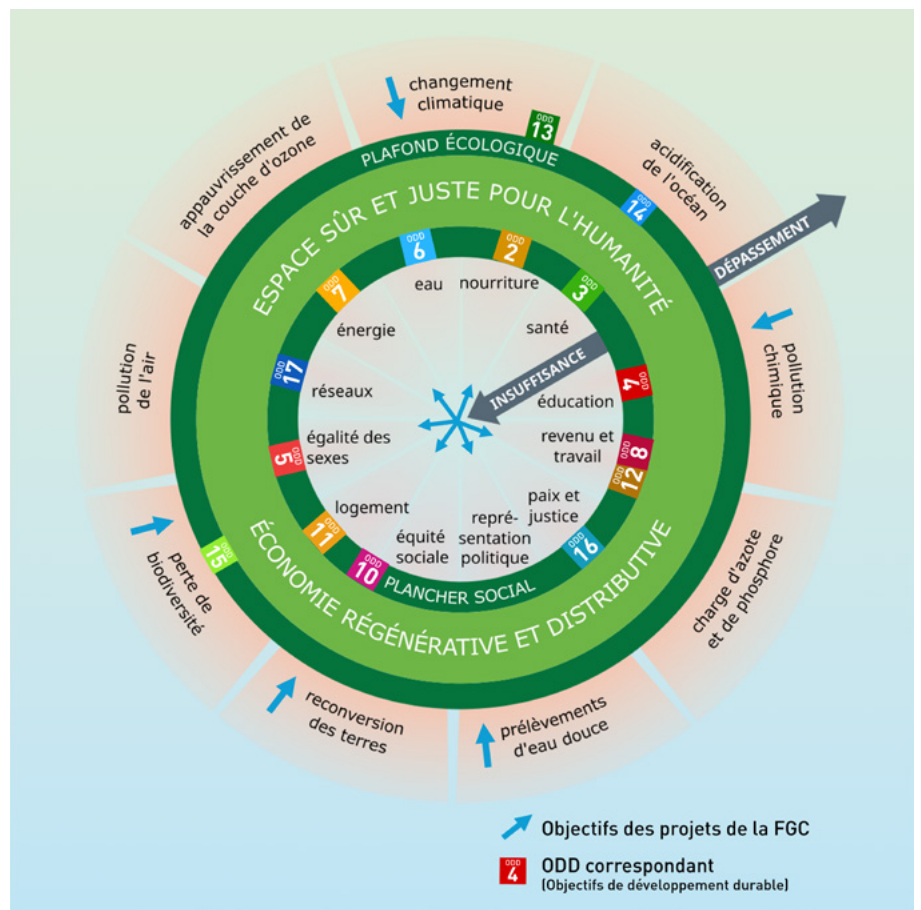 changement
climatique
ODD
13
acidification
de l'océan
ODD
14
DÉPASSEMENT
pollution
chimique
charge d'azote
et de phosphore
prélèvements
d'eau douce
reconversion
des terres
perte de
biodiversité
ODD
15
pollution
de l'air
appauvrissement de
la couche d'ozone
PLAFOND ÉCOLOGIQUE
ESPACE SÛR ET JUSTE POUR L'HUMANITÉ
ODD
6
eau
ODD
2
nourriture
ODD
3
santé
INSUFFISANCE
ODD
4
éducation
ODD
8
revenu et
travail
ODD
12
paix et
justice
ODD
16
repré-
sentation
politique
équité
sociale
ODD
10
logement
ODD
11
égalité des
sexes
ODD
5
réseaux
ODD
17
énergie
ODD
7
PLANCHER SOCIAL
ÉCONOMIE RÉGÉNÉRATIVE ET DISTRIBUTIVE
Objectifs des projets de la FGC
ODD
4
ODD correspondant
(Objectifs de développement durable)